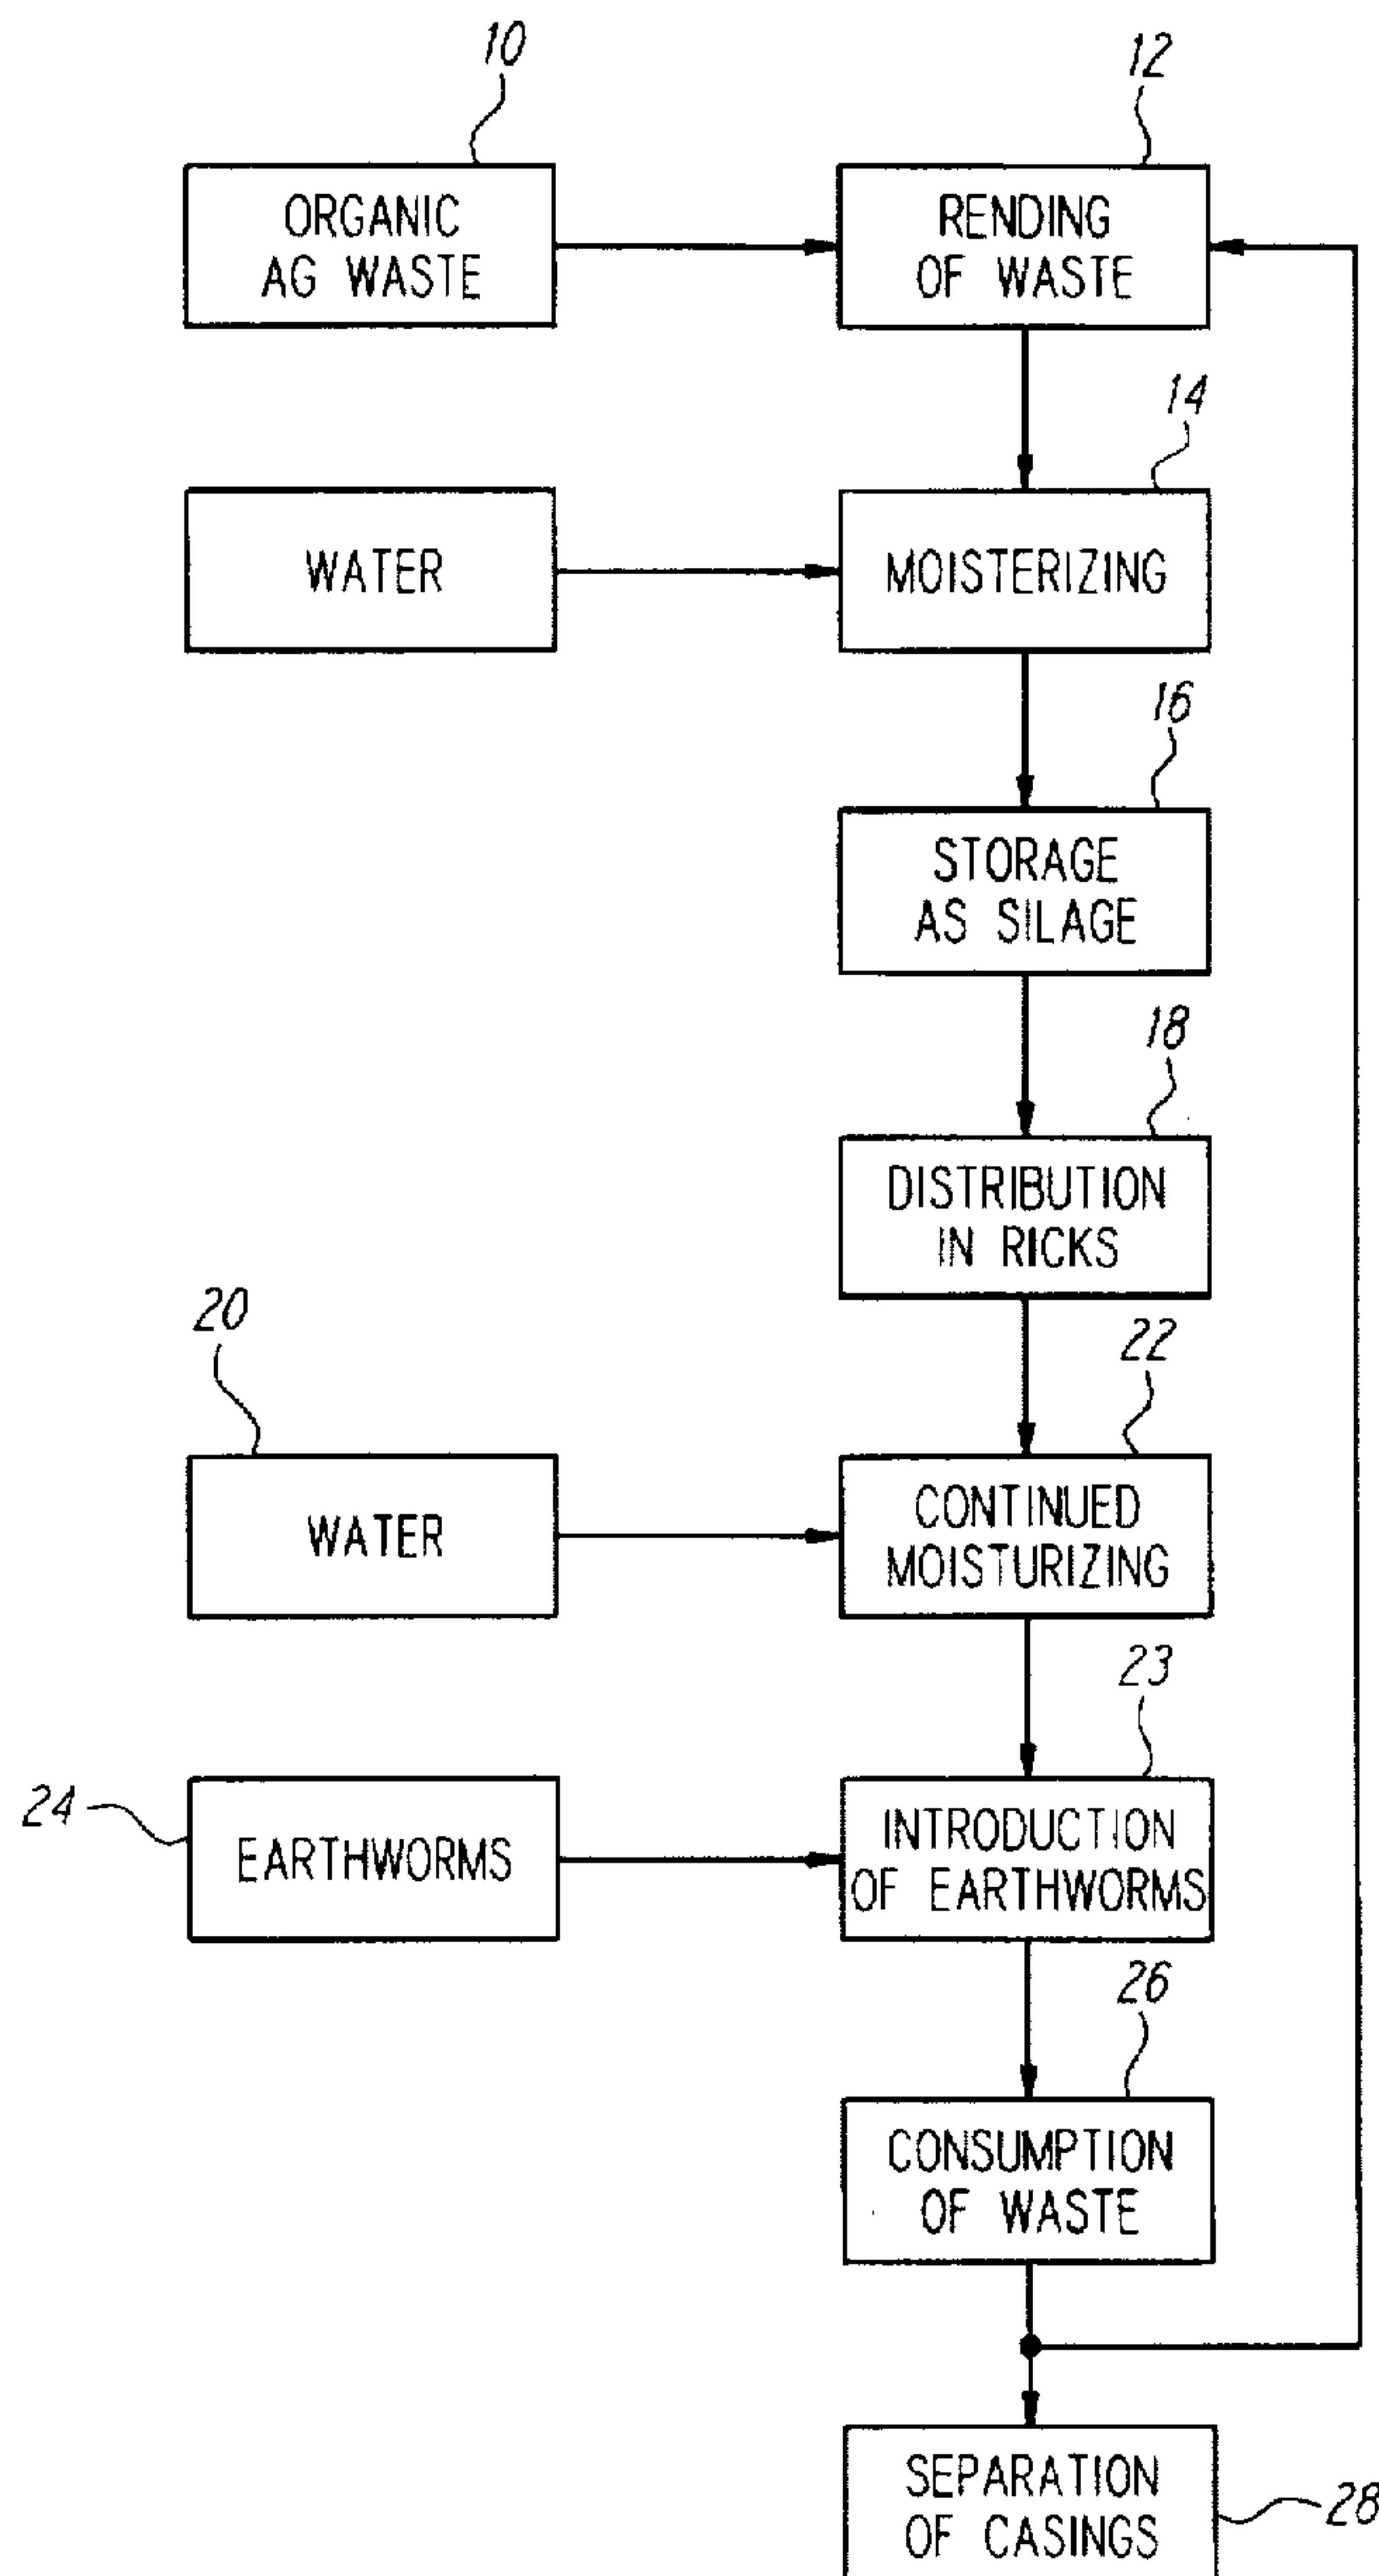 10
12
ORGANIC
AG WASTE
RENDING
OF WASTE
14
WATER
MOISTERIZING
16
STORAGE
AS SILAGE
18
DISTRIBUTION
IN RICKS
20
22
WATER
CONTINUED
MOISTURIZING
23
24
EARTHWORMS
INTRODUCTION
OF EARTHWORMS
26
CONSUMPTION
OF WASTE
SEPARATION
OF CASINGS
28